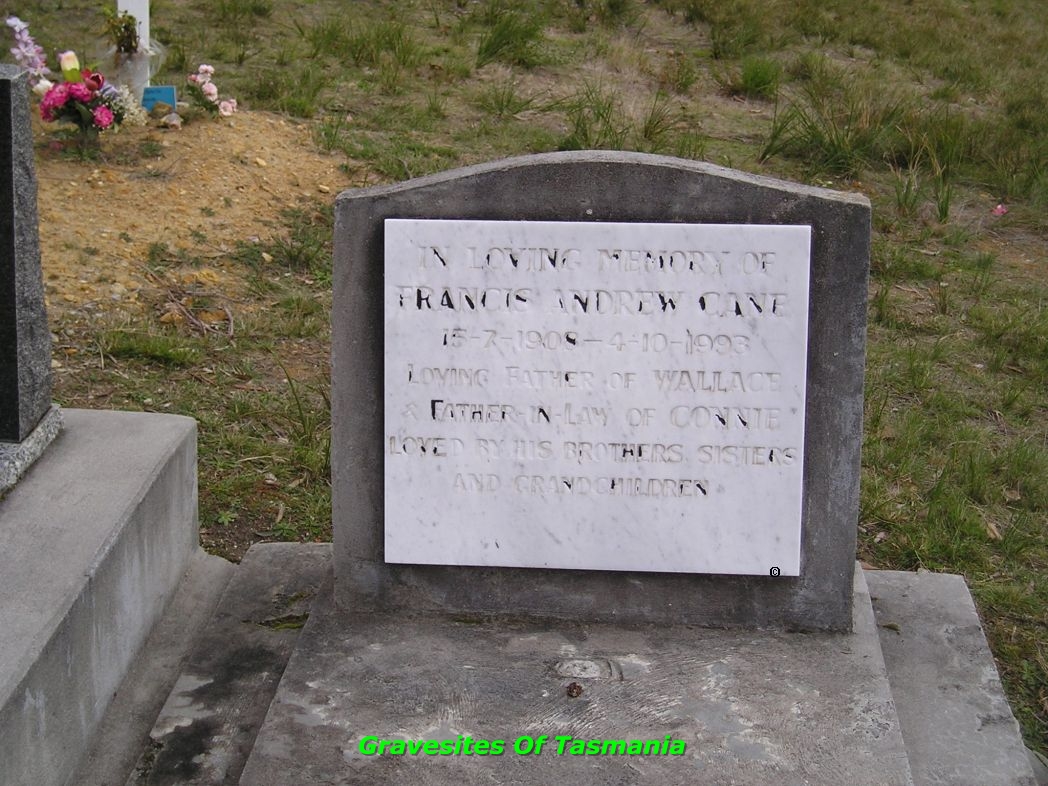 IN LOVING MEMORY OF
FRANCIS ANDREW CANE
15-7-1908-4-10-1993
LOVING FATHER OF WALLACE
& FATHER-IN-LAW OF CONNIE
LOVED BY HIS BROTHERS, SISTERS
AND GRANDCHILDREN
©
Gravesites Of Tasmania